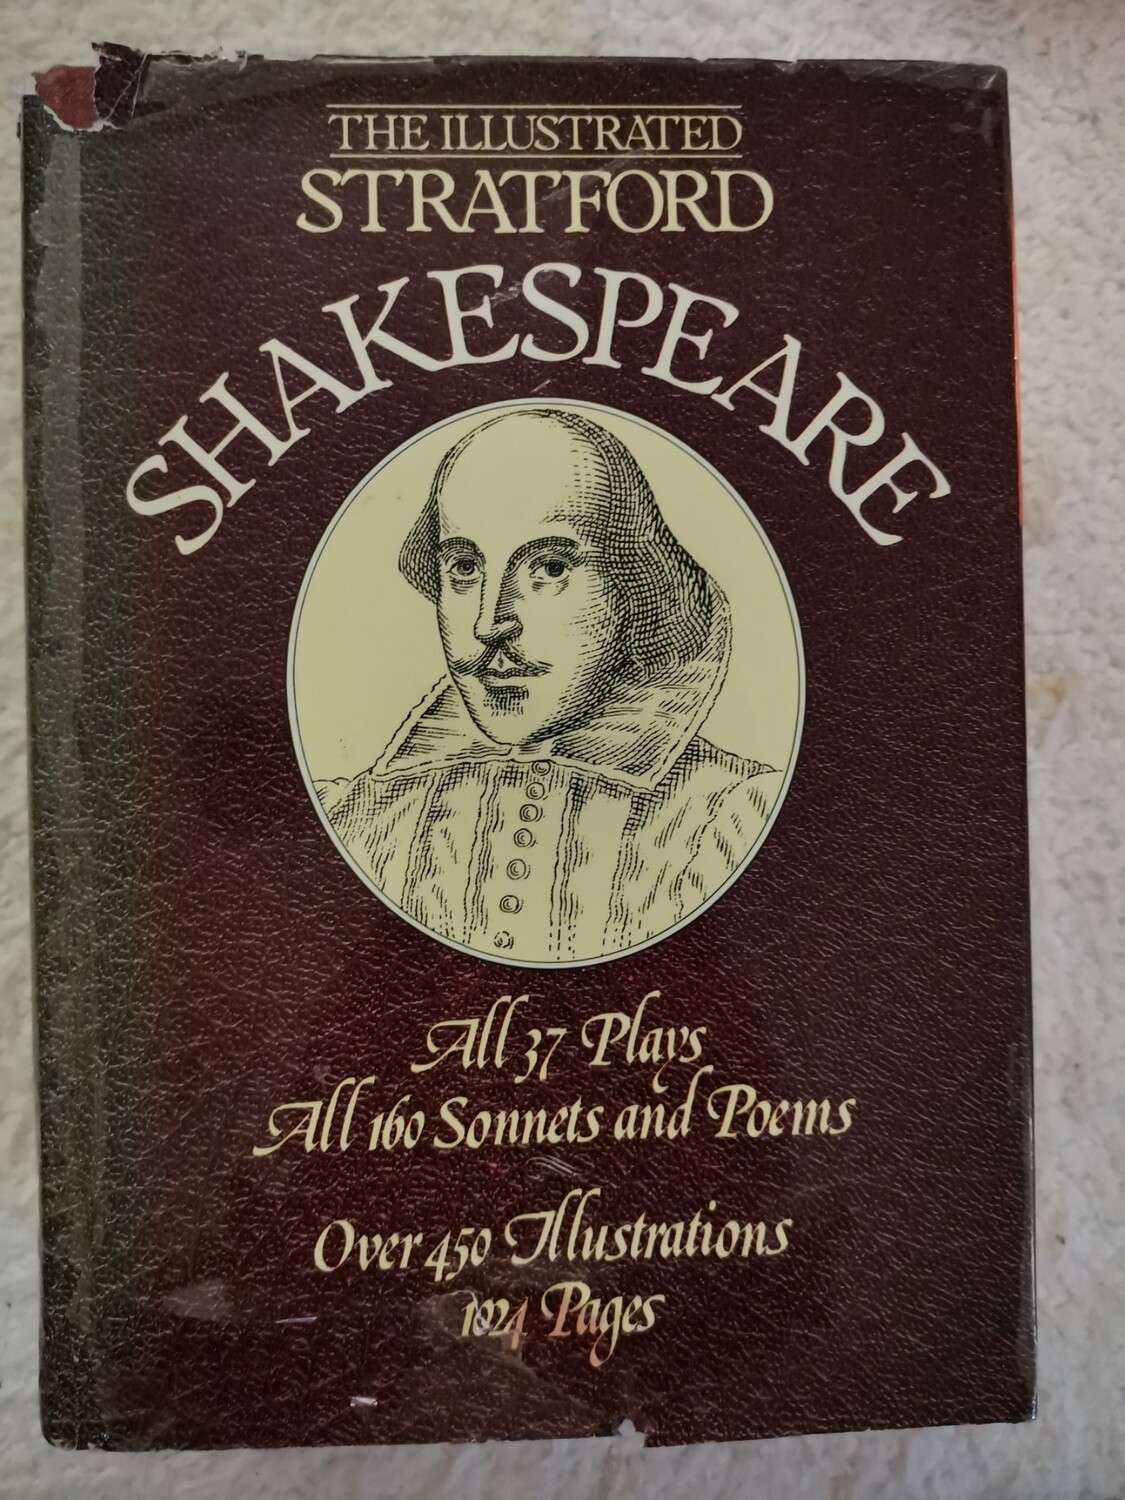 THE ILLUSTRATED
STRATFORD
SHAKESPEARE
All 37 Plays
All 160 Sonnets and Poems
Over 450 Illustrations
1024 Pages